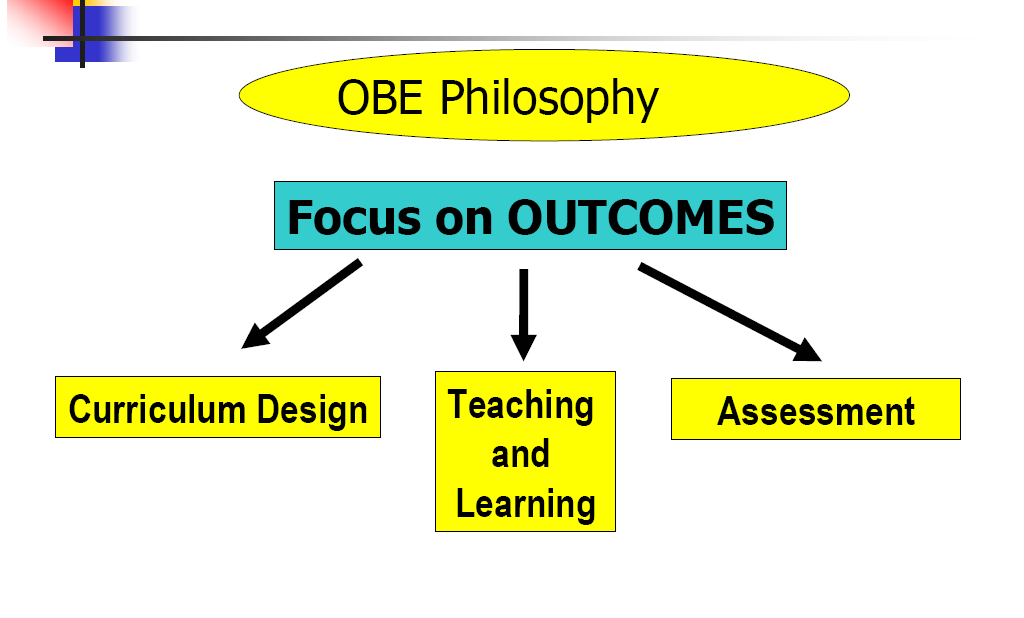 OBE Philosophy
Focus on OUTCOMES
Curriculum Design
Teaching
and
Learning
Assessment